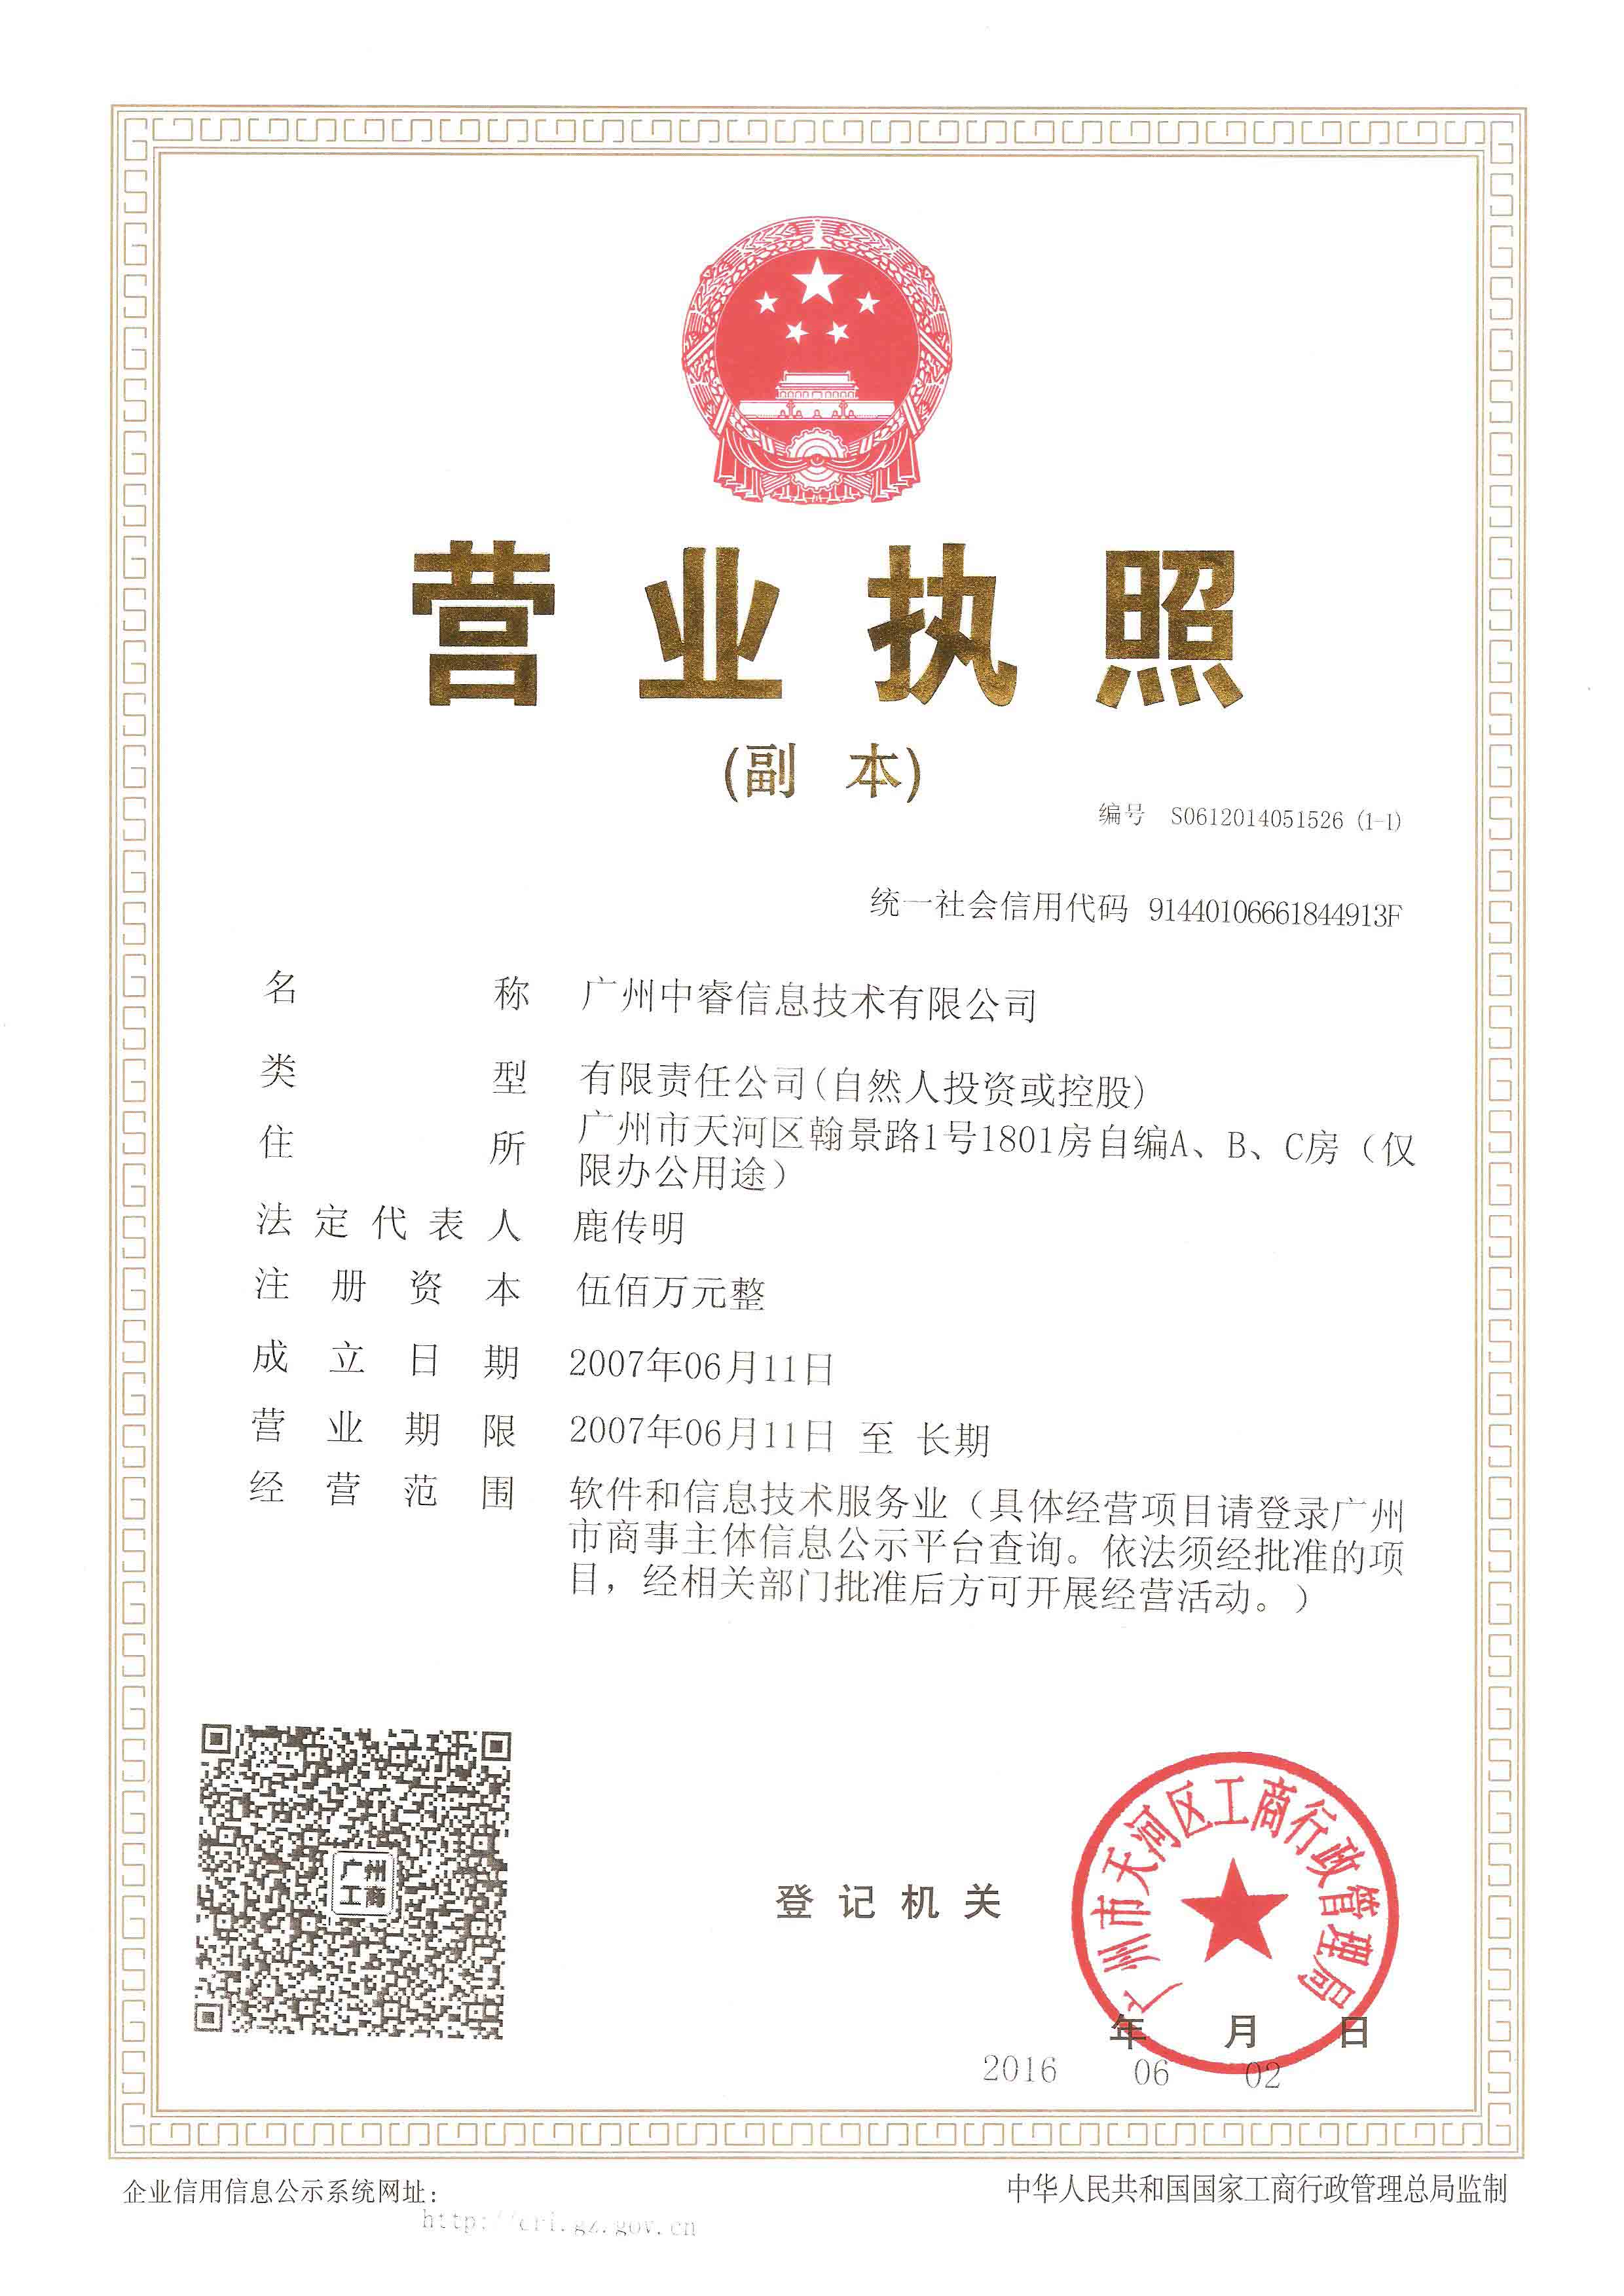 营业执照
(副 本)
编号 S0612014051526 (1-1)
统一社会信用代码 91440106661844913F
名称 广州中睿信息技术有限公司
类型 有限责任公司(自然人投资或控股)
住所 广州市天河区翰景路1号1801房自编A、B、C房（仅
限办公用途）
法定代表人 鹿传明
注册资本 伍佰万元整
成立日期 2007年06月11日
营业期限 2007年06月11日 至 长期
经营范围 软件和信息技术服务业（具体经营项目请登录广州
市商事主体信息公示平台查询。依法须经批准的项
目，经相关部门批准后方可开展经营活动。）
广州
工商
登记机关
广州市天河区工商行政管理局
年 月 日
2016 06 02
企业信用信息公示系统网址：
http://cri.gz.gov.cn
中华人民共和国国家工商行政管理总局监制